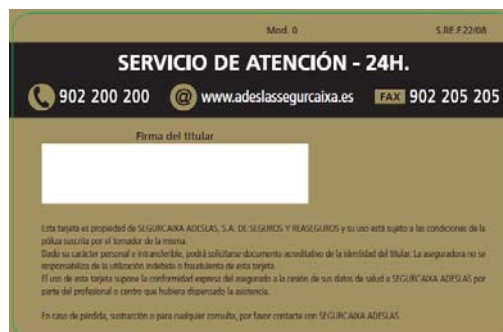 Mod. 0 S.RE.F.22/08
SERVICIO DE ATENCIÓN - 24H.
902 200 200 @ www.adeslassegurcaixa.es FAX 902 205 205
Firma del titular
Esta tarjeta es propiedad de SEGURCAIXA ADESLAS, S.A. DE SEGUROS Y REASEGUROS y su uso está sujeto a las condiciones de la
póliza suscrita por el tomador de la misma.
Dado su carácter personal e intransferible, podrá solicitarse documento acreditativo de la identidad del titular. La aseguradora no se
responsabiliza de la utilización indebida o fraudulenta de esta tarjeta.
El uso de esta tarjeta supone la conformidad expresa del asegurado a la cesión de sus datos de salud a SEGURCAIXA ADESLAS por
parte del profesional o centro que hubiera dispensado la asistencia.
En caso de pérdida, sustracción o para cualquier consulta, por favor contacte con SEGURCAIXA ADESLAS.